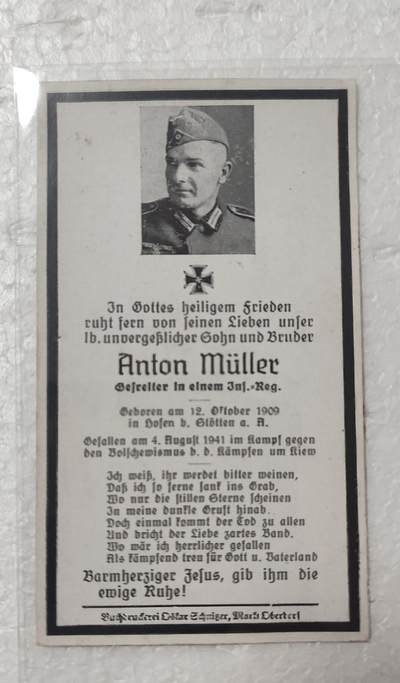 In Gottes heiligem Frieden
ruht fern von seinen Lieben unser
lb. unvergeßlicher Sohn und Bruder
Anton Müller
Gefreiter in einem Inf.-Reg.
Geboren am 12. Oktober 1909
in Hofen b. Stötten a. A.
Gefallen am 4. August 1941 im Kampf gegen
den Bolschewismus b. d. Kämpfen um Kiew
Ich weiß, ihr werdet bitter weinen,
Daß ich so ferne sank ins Grab,
Wo nur die stillen Sterne scheinen
In meine dunkle Gruft hinab.
Doch einmal kommt der Tod zu allen
Und bricht der Liebe zartes Band.
Wo wär ich herrlicher gefallen
Als kämpfend treu für Gott u. Vaterland
Barmherziger Jesus, gib ihm die
ewige Ruhe!
Buchdruckerei Oskar Schnitzer, Markt Oberdorf